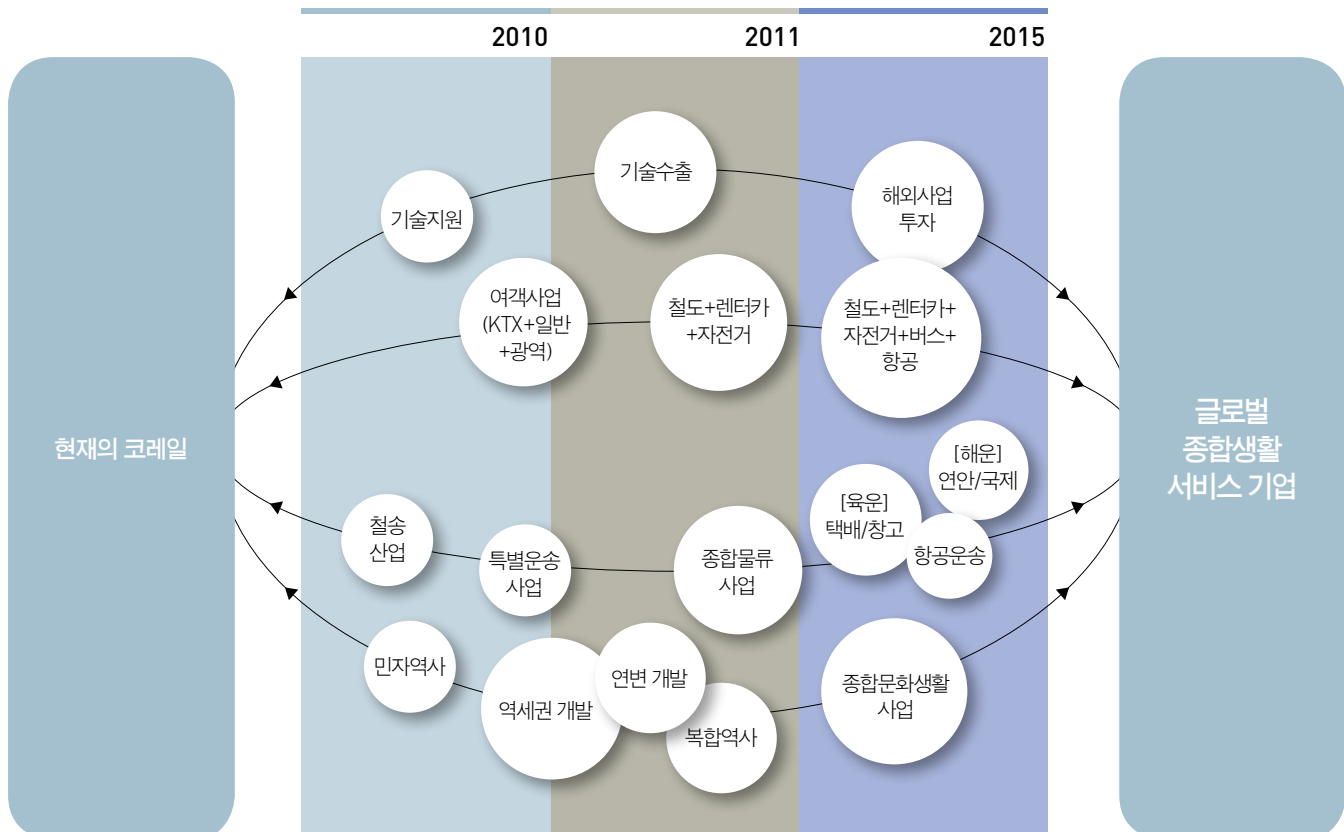 2010
2011
2015
현재의 코레일
기술지원
기술수출
해외사업
투자
여객사업
(KTX+일반
+광역)
철도+렌터카
+자전거
철도+렌터카+
자전거+버스+
항공
철송
산업
특별운송
사업
종합물류
사업
[육운]
택배/창고
[해운]
연안/국제
항공운송
민자역사
역세권 개발
연변 개발
복합역사
종합문화생활
사업
글로벌
종합생활
서비스 기업